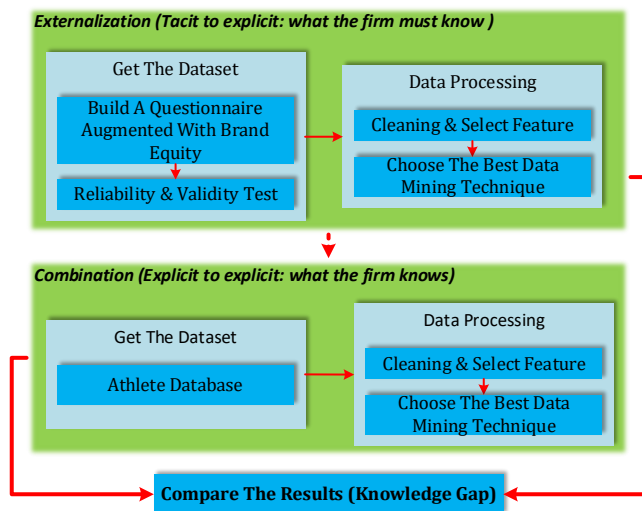 Externalization (Tacit to explicit: what the firm must know )
Get The Dataset
Build A Questionnaire
Augmented With Brand
Equity
Reliability & Validity Test
Data Processing
Cleaning & Select Feature
Choose The Best Data
Mining Technique
Combination (Explicit to explicit: what the firm knows)
Get The Dataset
Athlete Database
Data Processing
Cleaning & Select Feature
Choose The Best Data
Mining Technique
Compare The Results (Knowledge Gap)